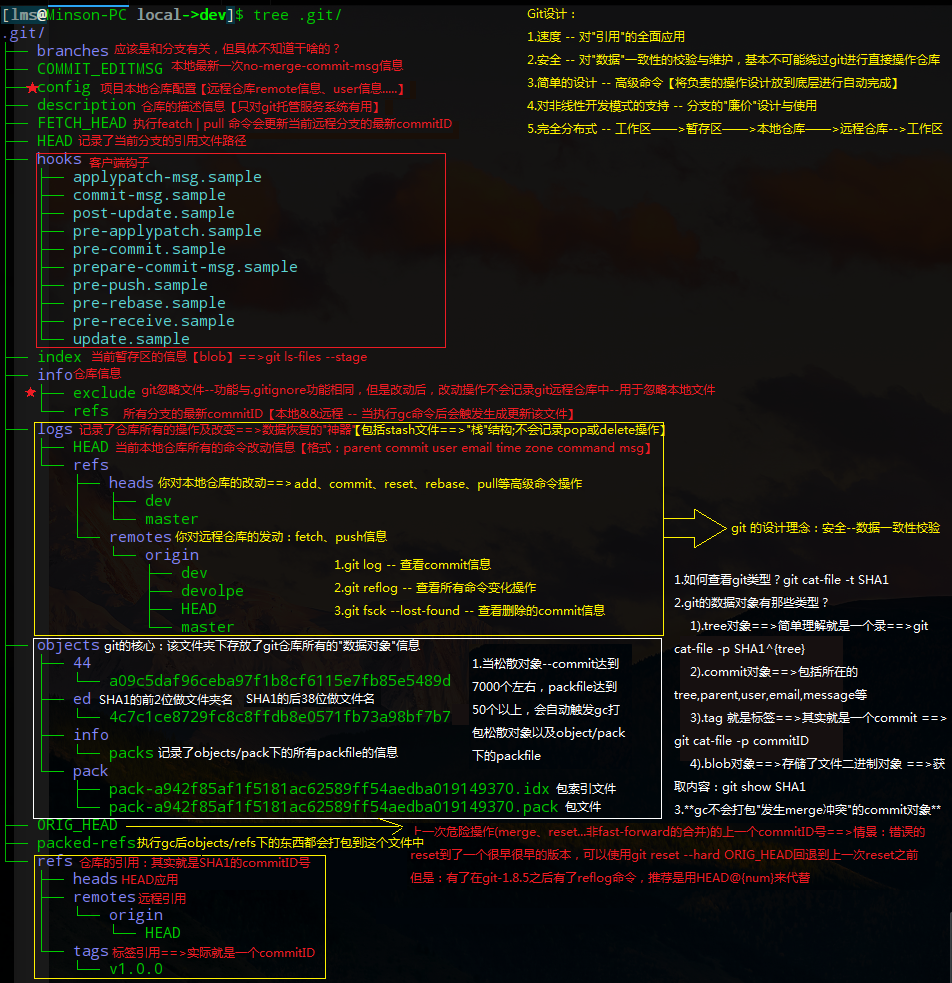 [lms@Minson-PC local->dev]$ tree .git/
.git/
branches 应该是和分支有关，但具体不知道干啥的？
COMMIT_EDITMSG 本地最新一次no-merge-commit-msg信息
config 项目本地仓库配置【远程仓库remote信息、user信息.....】
description 仓库的描述信息【只对git托管服务系统有用】
FETCH_HEAD 执行featch | pull 命令会更新当前远程分支的最新commitID
HEAD 记录了当前分支的引用文件路径
hooks 客户端钩子
applypatch-msg.sample
commit-msg.sample
post-update.sample
pre-applypatch.sample
pre-commit.sample
prepare-commit-msg.sample
pre-push.sample
pre-rebase.sample
pre-receive.sample
update.sample
index 当前暂存区的信息【blob】==>git ls-files --stage
info仓库信息
exclude git忽略文件--功能与.gitignore功能相同，但是改动后，改动操作不会记录git远程仓库中--用于忽略本地文件
refs 所有分支的最新commitID【本地&&远程 -- 当执行gc命令后会触发生成更新该文件】
logs 记录了仓库所有的操作及改变==>数据恢复的"神器"【包括stash文件==>"栈"结构;不会记录pop或delete操作】
HEAD 当前本地仓库所有的命令改动信息【格式：parent commit user email time zone command msg】
refs
heads 你对本地仓库的改动==>add、commit、reset、rebase、pull等高级命令操作
dev
master
remotes 你对远程仓库的发动：fetch、push信息
origin
dev
devolpe
HEAD
master
1.git log -- 查看commit信息
2.git reflog -- 查看所有命令变化操作
3.git fsck --lost-found -- 查看删除的commit信息
objects git的核心：该文件夹下存放了git仓库所有的"数据对象"信息
44
a09c5daf96ceba97f1b8cf6115e7fb85e5489d
ed SHA1的前2位做文件夹名 SHA1的后38位做文件名
4c7c1ce8729fc8c8ffdb8e0571fb73a98bf7b7
info
packs 记录了objects/pack下的所有packfile的信息
pack
pack-a942f85af1f5181ac62589ff54aedba019149370.idx 包索引文件
pack-a942f85af1f5181ac62589ff54aedba019149370.pack 包文件
1.当松散对象--commit达到
7000个左右，packfile达到
50个以上，会自动触发gc打
包松散对象以及object/pack
下的packfile
ORIG_HEAD
packed-refs执行gc后objects/refs下的东西都会打包到这个文件中
refs 仓库的引用：其实就是SHA1的commitID号
heads HEAD应用
remotes 远程引用
origin
HEAD
tags 标签引用==>实际就是一个commitID
v1.0.0
Git设计：
1.速度 -- 对"引用"的全面应用
2.安全 -- 对"数据"一致性的校验与维护，基本不可能绕过git进行直接操作仓库
3.简单的设计 -- 高级命令【将负责的操作设计放到底层进行自动完成】
4.对非线性开发模式的支持 -- 分支的"廉价"设计与使用
5.完全分布式 -- 工作区——>暂存区——>本地仓库——>远程仓库-->工作区
git 的设计理念：安全--数据一致性校验
1.如何查看git类型？git cat-file -t SHA1
2.git的数据对象有那些类型？
1).tree对象==>简单理解就是一个录==>git
cat-file -p SHA1^{tree}
2).commit对象==>包括所在的
tree,parent,user,email,message等
3).tag 就是标签==>其实就是一个commit ==>
git cat-file -p commitID
4).blob对象==>存储了文件二进制对象 ==>获
取内容：git show SHA1
3.**gc不会打包"发生merge冲突"的commit对象**
上一次危险操作(merge、reset...非fast-forward的合并)的上一个commitID号==>情景：错误的
reset到了一个很早很早的版本，可以使用git reset --hard ORIG_HEAD回退到上一次reset之前
但是：有了在git-1.8.5之后有了reflog命令，推荐是用HEAD@{num}来代替